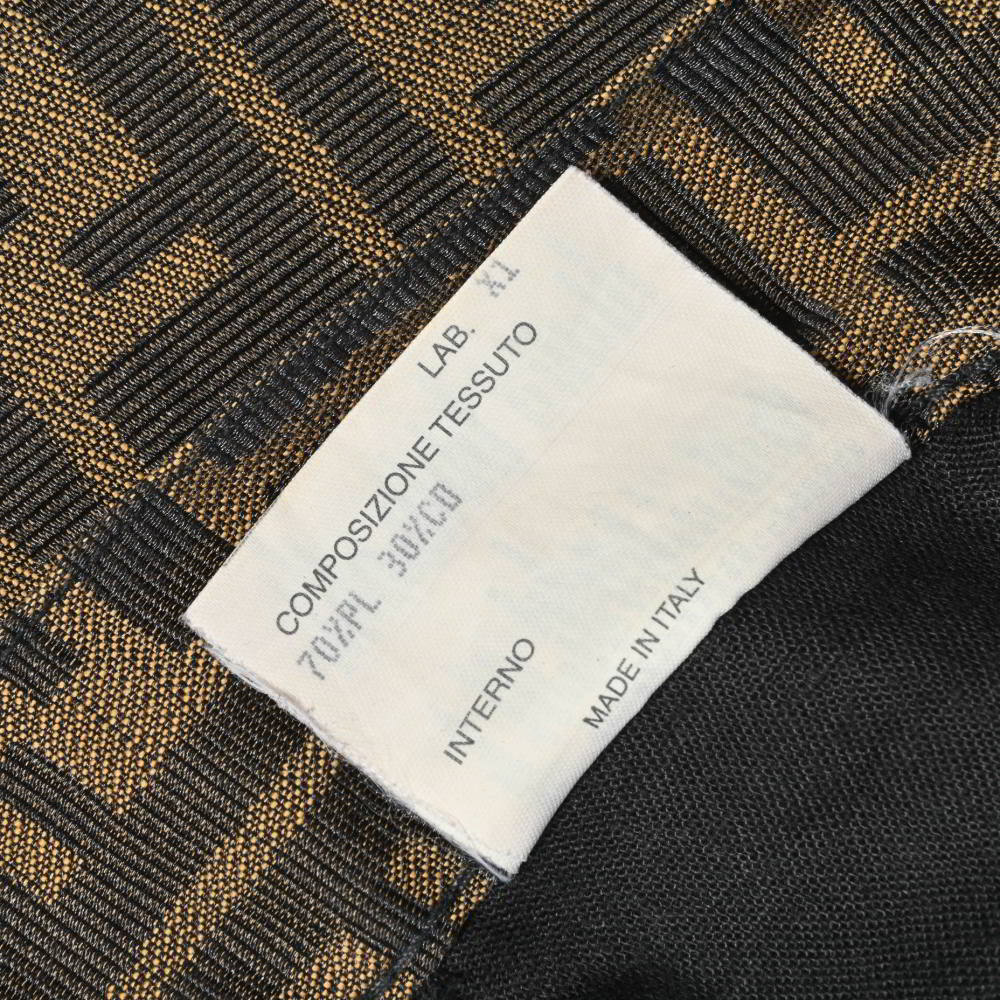 LAB. X1
COMPOSIZIONE TESSUTO
70%PL 30%CO
INTERNO
MADE IN ITALY